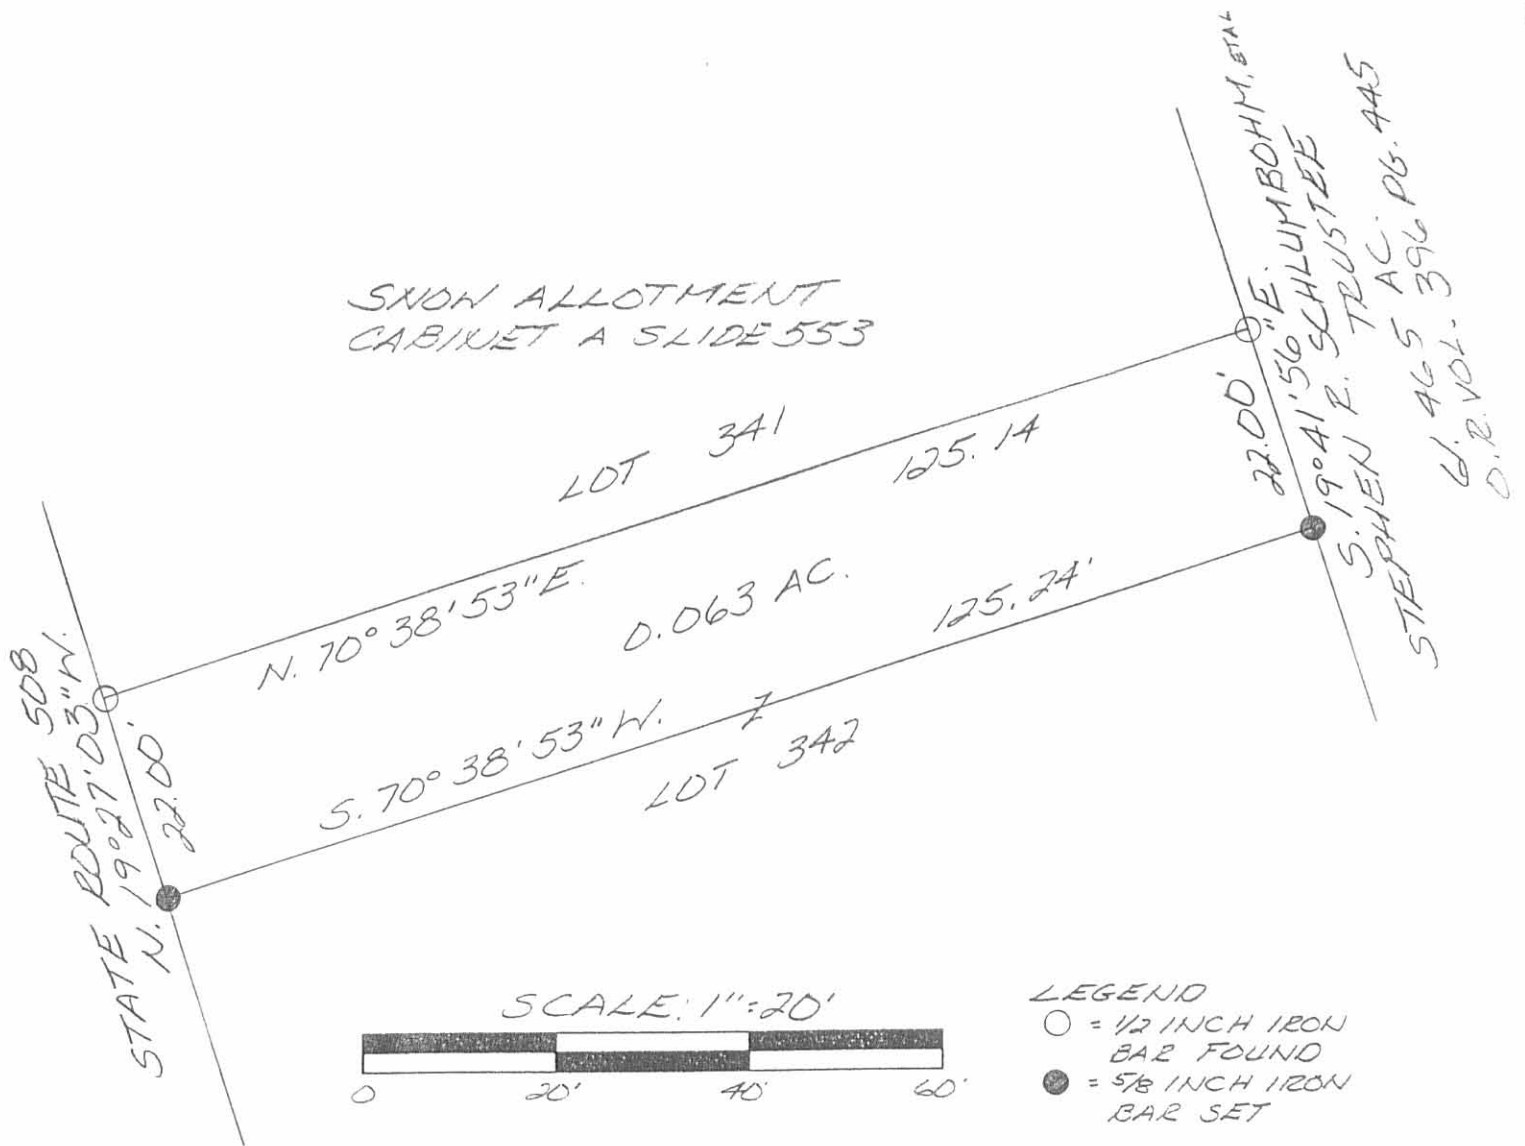 SNOW ALLOTMENT
CABINET A SLIDE 553
LOT 341
125.14
N. 70° 38' 53" E.
0.063 AC.
125.24'
S. 70° 38' 53" W.
Z
LOT 342
STATE ROUTE 508
N. 19° 27' 03" W.
22.00'
22.00'
S. 19° 41' 56" E.
STEPHEN R. SCHLUMBOHM, ETAL
TRUSTEE
61.465 AC.
O.R. VOL. 396 PG. 445
SCALE: 1"=20'
0 20' 40' 60'
LEGEND
= 1/2 INCH IRON
BAR FOUND
= 5/8 INCH IRON
BAR SET